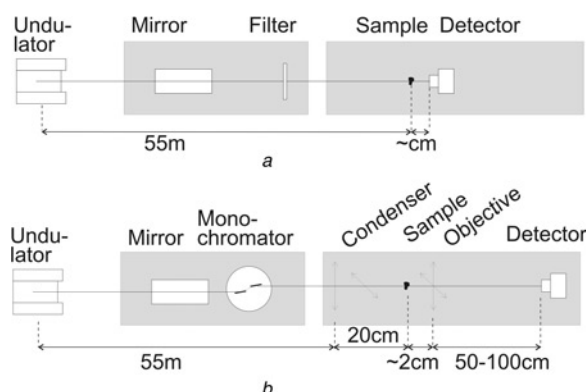 Undu-
lator
Mirror
Filter
Sample
Detector
55m
~cm
a
Undu-
lator
Mirror
Mono-
chromator
Condenser
Sample
Objective
Detector
20cm
55m
~2cm
50-100cm
b